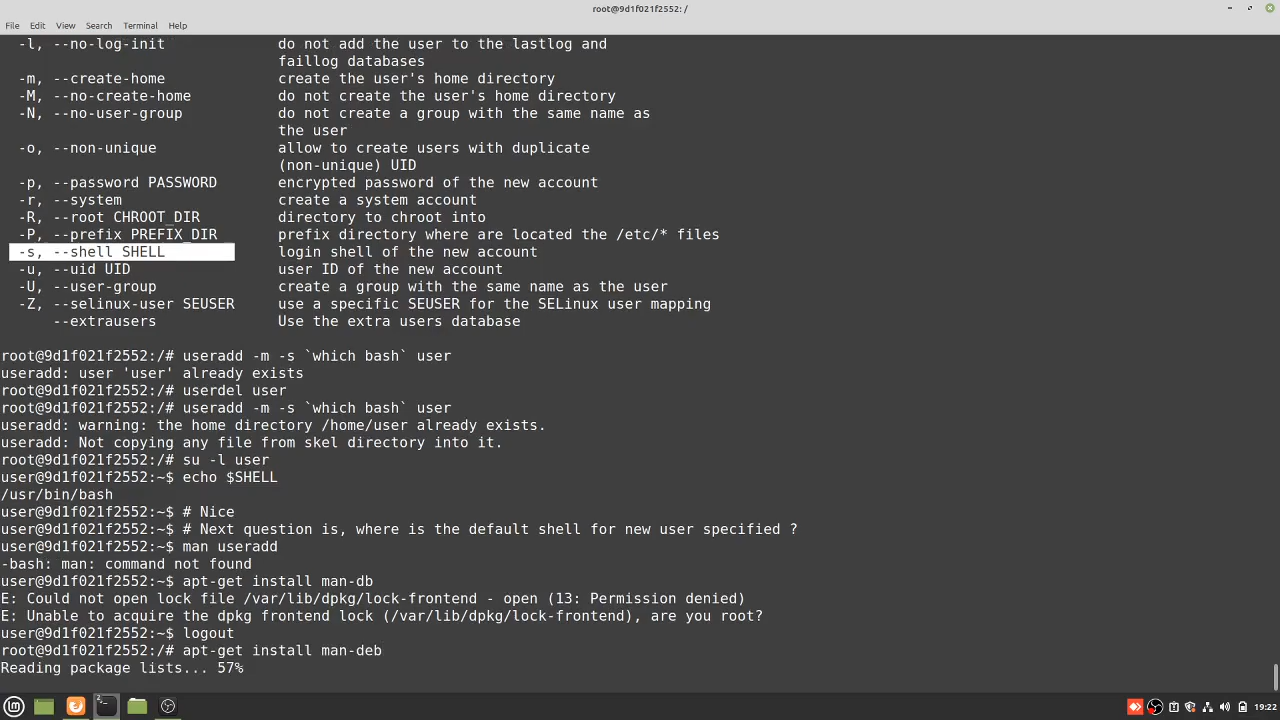 root@9d1f021f2552: /
File Edit View Search Terminal Help
-l, --no-log-init do not add the user to the lastlog and
faillog databases
-m, --create-home create the user's home directory
-M, --no-create-home do not create the user's home directory
-N, --no-user-group do not create a group with the same name as
the user
-o, --non-unique allow to create users with duplicate
(non-unique) UID
-p, --password PASSWORD encrypted password of the new account
-r, --system create a system account
-R, --root CHROOT_DIR directory to chroot into
-P, --prefix PREFIX_DIR prefix directory where are located the /etc/* files
-s, --shell SHELL login shell of the new account
-u, --uid UID user ID of the new account
-U, --user-group create a group with the same name as the user
-Z, --selinux-user SEUSER use a specific SEUSER for the SELinux user mapping
--extrausers Use the extra users database
root@9d1f021f2552:/# useradd -m -s `which bash` user
useradd: user 'user' already exists
root@9d1f021f2552:/# userdel user
root@9d1f021f2552:/# useradd -m -s `which bash` user
useradd: warning: the home directory /home/user already exists.
useradd: Not copying any file from skel directory into it.
root@9d1f021f2552:/# su -l user
user@9d1f021f2552:~$ echo $SHELL
/usr/bin/bash
user@9d1f021f2552:~$ # Nice
user@9d1f021f2552:~$ # Next question is, where is the default shell for new user specified ?
user@9d1f021f2552:~$ man useradd
-bash: man: command not found
user@9d1f021f2552:~$ apt-get install man-db
E: Could not open lock file /var/lib/dpkg/lock-frontend - open (13: Permission denied)
E: Unable to acquire the dpkg frontend lock (/var/lib/dpkg/lock-frontend), are you root?
user@9d1f021f2552:~$ logout
root@9d1f021f2552:/# apt-get install man-deb
Reading package lists... 57%
19:22